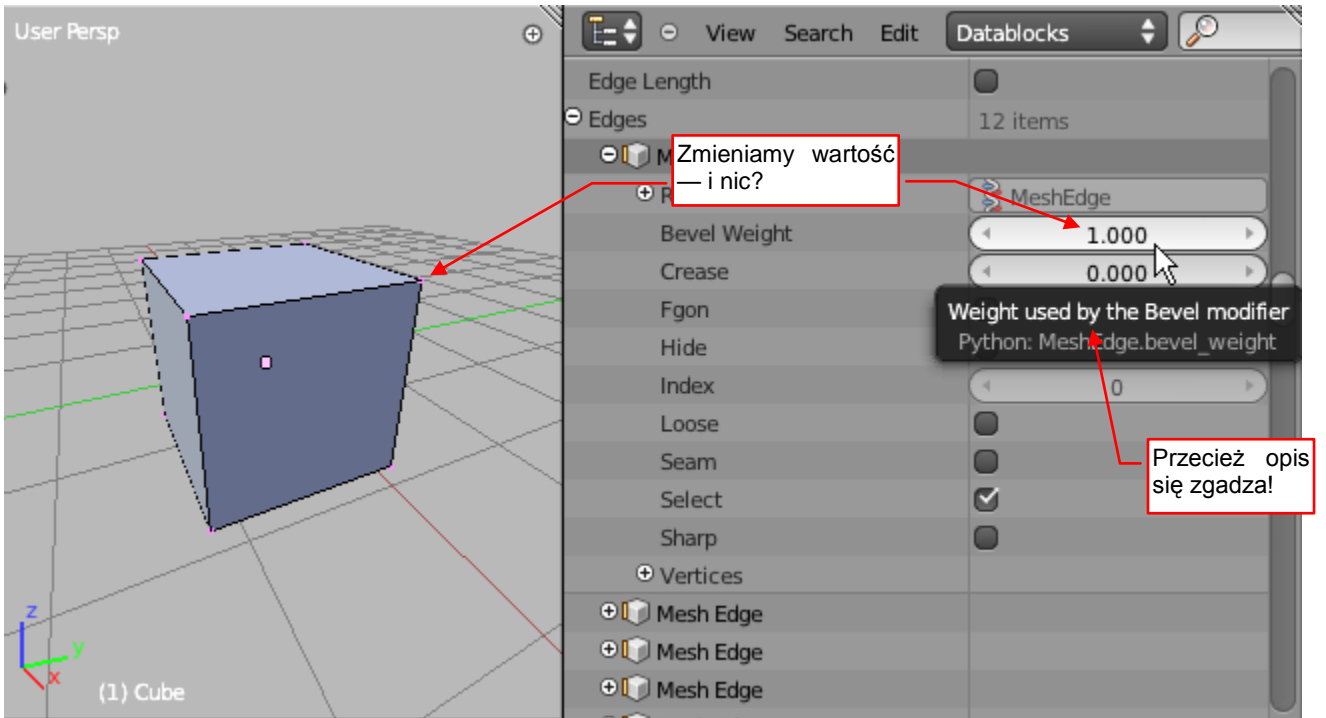 User Persp
View Search Edit Datablocks
Edge Length
Edges 12 items
M
Zmieniamy wartość
— i nic?
R MeshEdge
Bevel Weight 1.000
Crease 0.000
Fgon
Weight used by the Bevel modifier
Python: MeshEdge.bevel_weight
Hide
Index 0
Loose
Seam
Przecież opis
się zgadza!
Select
Sharp
Vertices
Mesh Edge
Mesh Edge
Mesh Edge
z
y
x
(1) Cube